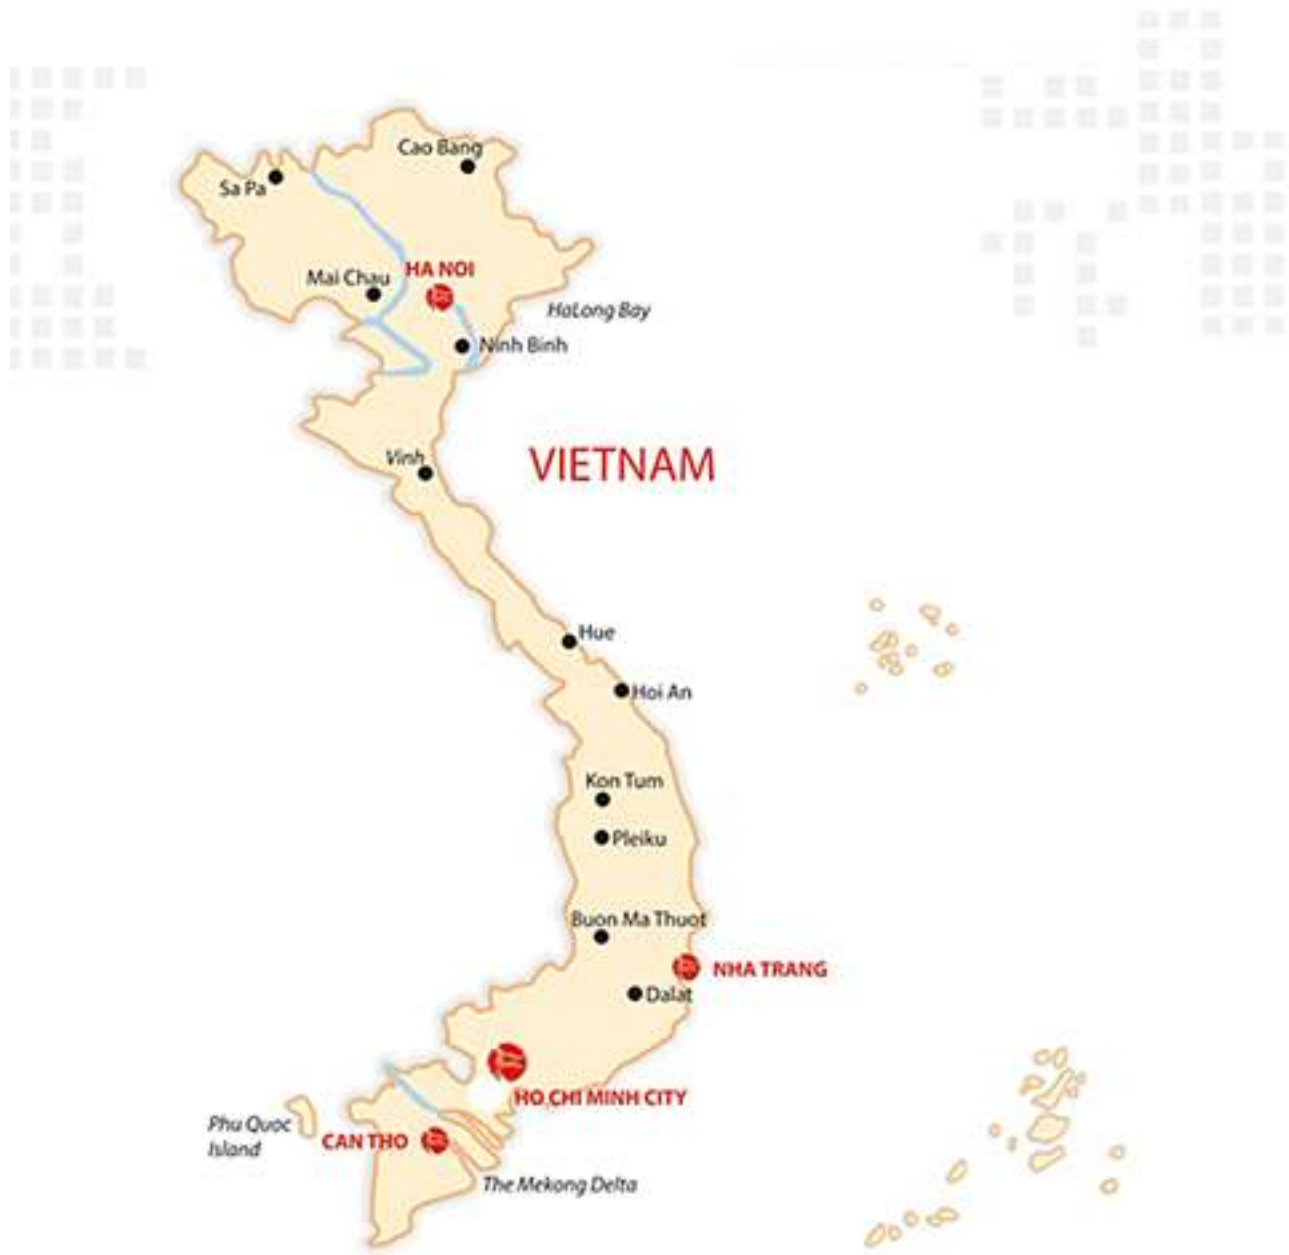 Cao Bang
Sa Pa
HA NOI
Mai Chau
HaLong Bay
Ninh Binh
VIETNAM
Vinh
Hue
Hoi An
Kon Tum
Pleiku
Buon Ma Thuot
NHA TRANG
Dalat
HO CHI MINH CITY
Phu Quoc
Island
CAN THO
The Mekong Delta